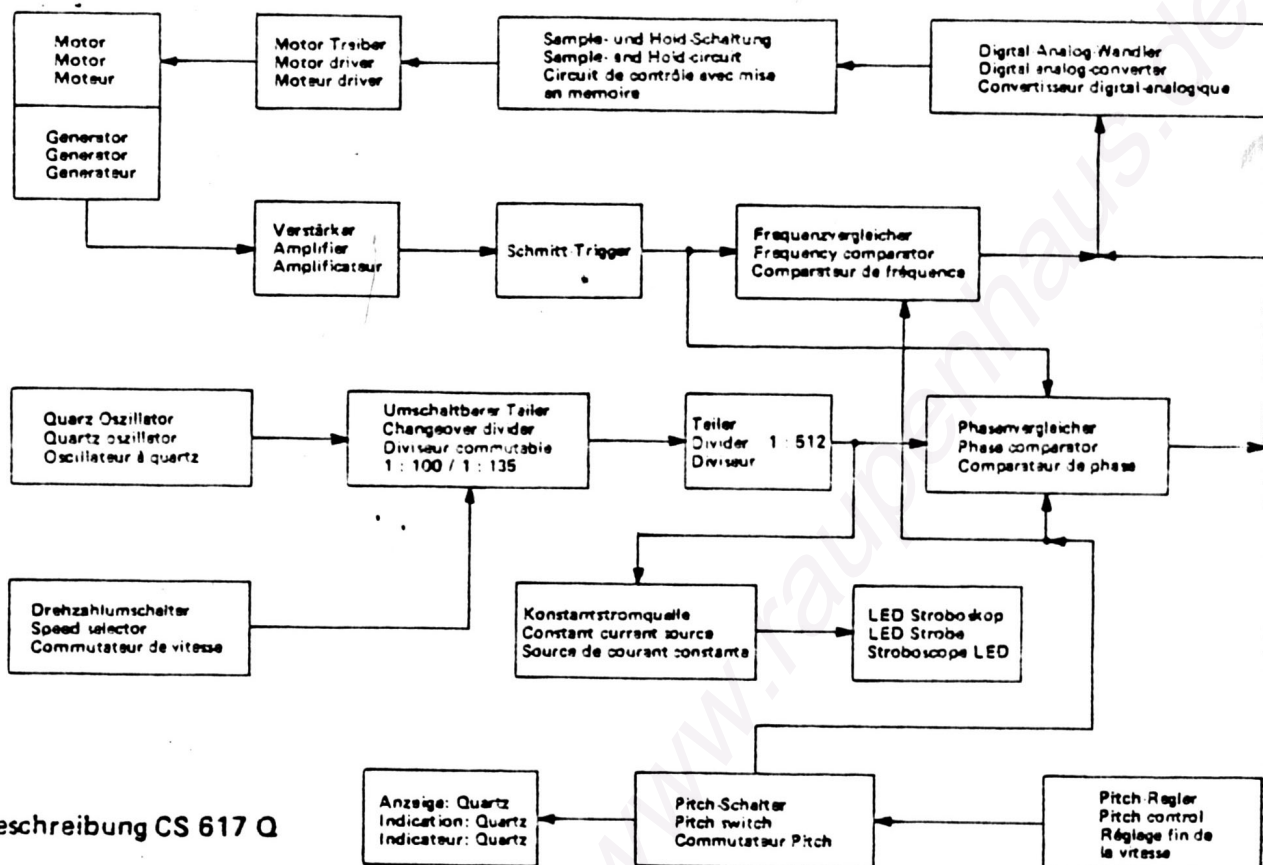 Motor
Motor
Moteur
Generator
Generator
Generateur
Motor Treiber
Motor driver
Moteur driver
Sample- und Hold-Schaltung
Sample- and Hold-circuit
Circuit de contrôle avec mise
en memoire
Digital-Analog-Wandler
Digital analog-converter
Convertisseur digital-analogique
Verstärker
Amplifier
Amplificateur
Schmitt-Trigger
Frequenzvergleicher
Frequency comparator
Comparateur de fréquence
Quarz Oszillator
Quartz oszillator
Oscillateur à quartz
Umschaltbarer Teiler
Changeover divider
Diviseur commutable
1 : 100 / 1 : 135
Teiler
Divider 1 : 512
Diviseur
Phasenvergleicher
Phase comparator
Comparateur de phase
Drehzahlumschalter
Speed selector
Commutateur de vitesse
Konstantstromquelle
Constant current source
Source de courant constante
LED Stroboskop
LED Strobe
Stroboscope LED
Anzeige: Quartz
Indication: Quartz
Indicateur: Quartz
Pitch-Schalter
Pitch switch
Commutateur Pitch
Pitch-Regler
Pitch control
Réglage fin de
la vitesse
eschreibung CS 617 Q
www.raupenhaus.de